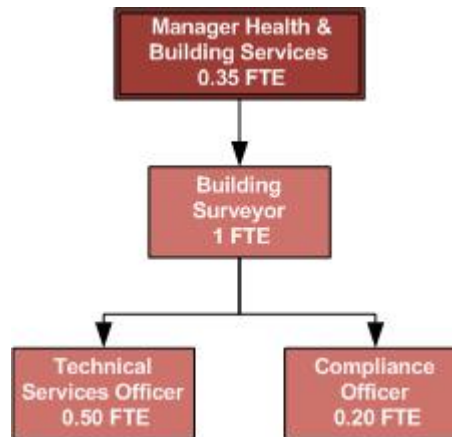 Manager Health &
Building Services
0.35 FTE
Building
Surveyor
1 FTE
Technical
Services Officer
0.50 FTE
Compliance
Officer
0.20 FTE